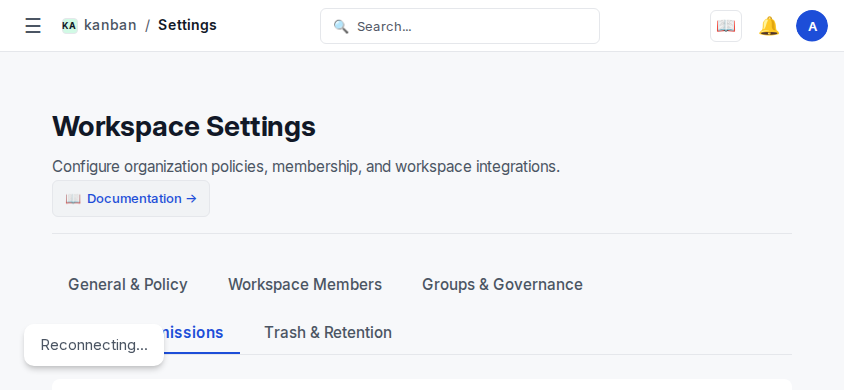 KA kanban / Settings
Search...
A
Workspace Settings
Configure organization policies, membership, and workspace integrations.
Documentation →
General & Policy Workspace Members Groups & Governance
Trash & Retention
Reconnecting...